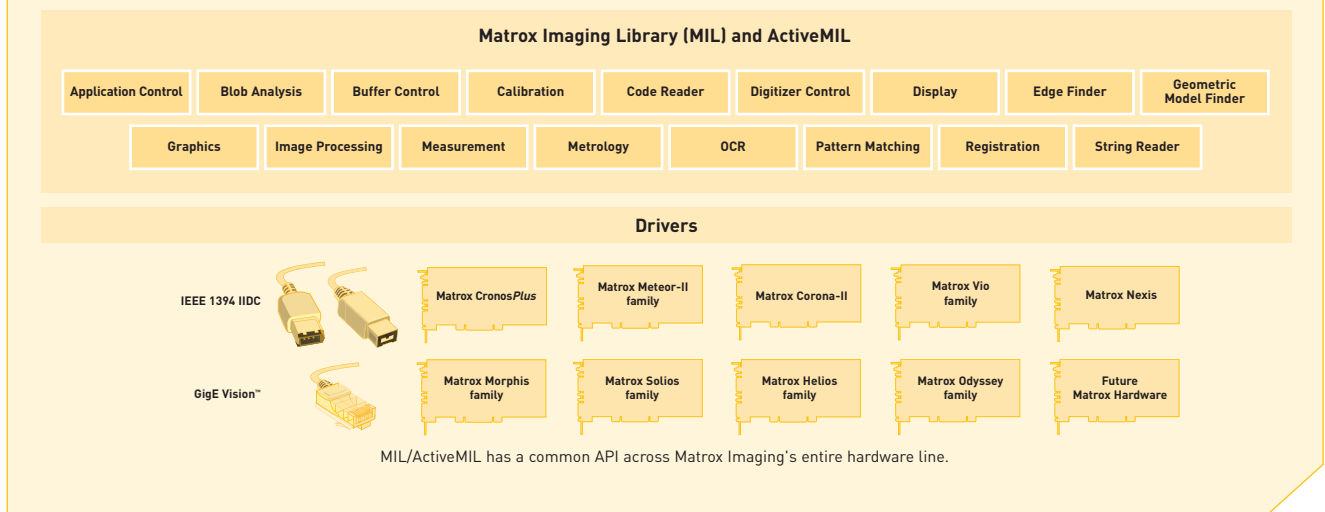 Matrox Imaging Library (MIL) and ActiveMIL
Application Control
Blob Analysis
Buffer Control
Calibration
Code Reader
Digitizer Control
Display
Edge Finder
Geometric
Model Finder
Graphics
Image Processing
Measurement
Metrology
OCR
Pattern Matching
Registration
String Reader
Drivers
IEEE 1394 IIDC
Matrox CronosPlus
Matrox Meteor-II
family
Matrox Corona-II
Matrox Vio
family
Matrox Nexis
GigE Vision™
Matrox Morphis
family
Matrox Solios
family
Matrox Helios
family
Matrox Odyssey
family
Future
Matrox Hardware
MIL/ActiveMIL has a common API across Matrox Imaging's entire hardware line.